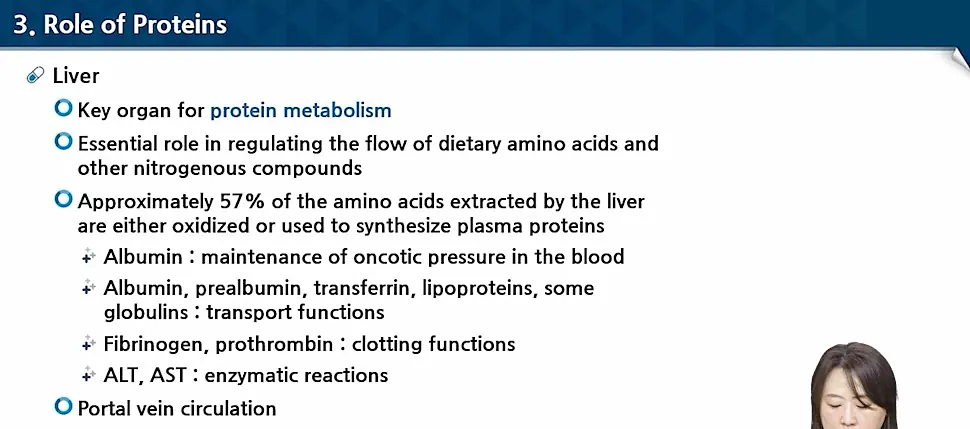 3. Role of Proteins
Liver
Key organ for protein metabolism
Essential role in regulating the flow of dietary amino acids and
other nitrogenous compounds
Approximately 57% of the amino acids extracted by the liver
are either oxidized or used to synthesize plasma proteins
Albumin : maintenance of oncotic pressure in the blood
Albumin, prealbumin, transferrin, lipoproteins, some
globulins : transport functions
Fibrinogen, prothrombin : clotting functions
ALT, AST : enzymatic reactions
Portal vein circulation